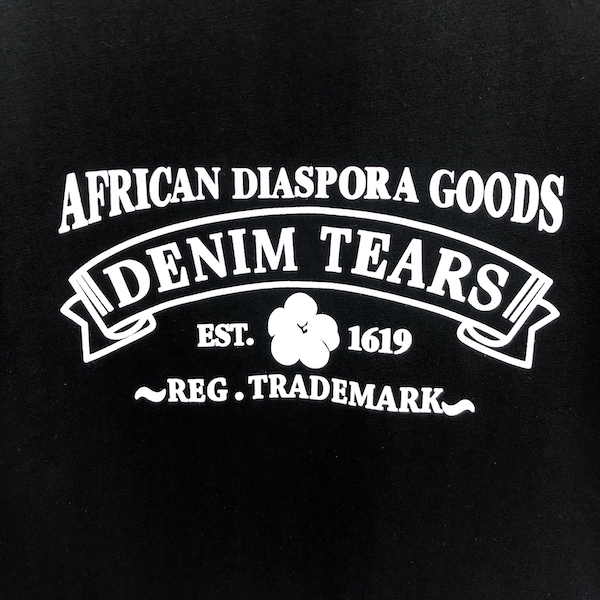 AFRICAN DIASPORA GOODS
DENIM TEARS
EST. 1619
~REG. TRADEMARK~